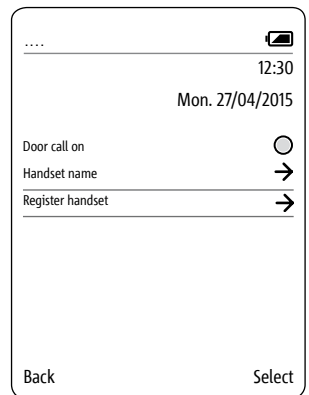 ....
12:30
Mon. 27/04/2015
Door call on
Handset name
Register handset
Back Select